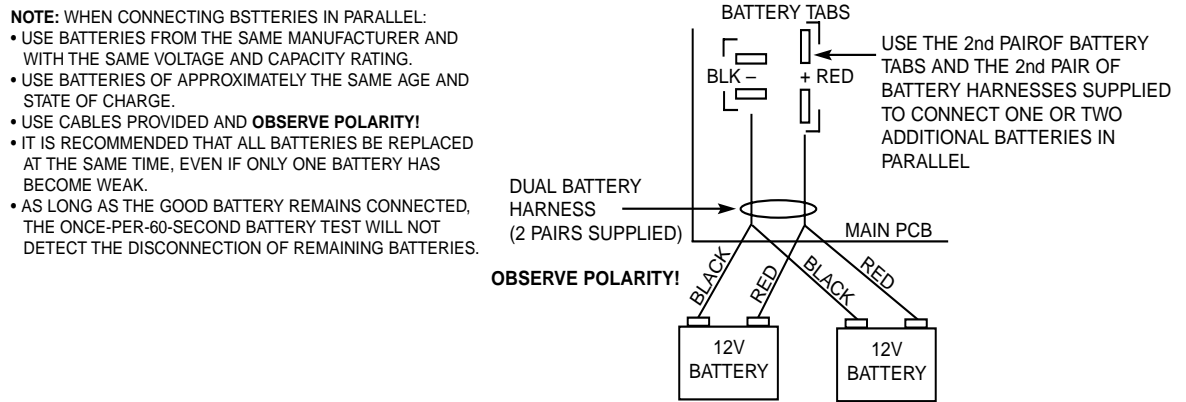 NOTE: WHEN CONNECTING BSTTERIES IN PARALLEL:
• USE BATTERIES FROM THE SAME MANUFACTURER AND
WITH THE SAME VOLTAGE AND CAPACITY RATING.
• USE BATTERIES OF APPROXIMATELY THE SAME AGE AND
STATE OF CHARGE.
• USE CABLES PROVIDED AND OBSERVE POLARITY!
• IT IS RECOMMENDED THAT ALL BATTERIES BE REPLACED
AT THE SAME TIME, EVEN IF ONLY ONE BATTERY HAS
BECOME WEAK.
• AS LONG AS THE GOOD BATTERY REMAINS CONNECTED,
THE ONCE-PER-60-SECOND BATTERY TEST WILL NOT
DETECT THE DISCONNECTION OF REMAINING BATTERIES.
BATTERY TABS
BLK –
+ RED
USE THE 2nd PAIROF BATTERY
TABS AND THE 2nd PAIR OF
BATTERY HARNESSES SUPPLIED
TO CONNECT ONE OR TWO
ADDITIONAL BATTERIES IN
PARALLEL
DUAL BATTERY
HARNESS
(2 PAIRS SUPPLIED)
MAIN PCB
OBSERVE POLARITY!
BLACK
RED
BLACK
RED
12V
BATTERY
12V
BATTERY